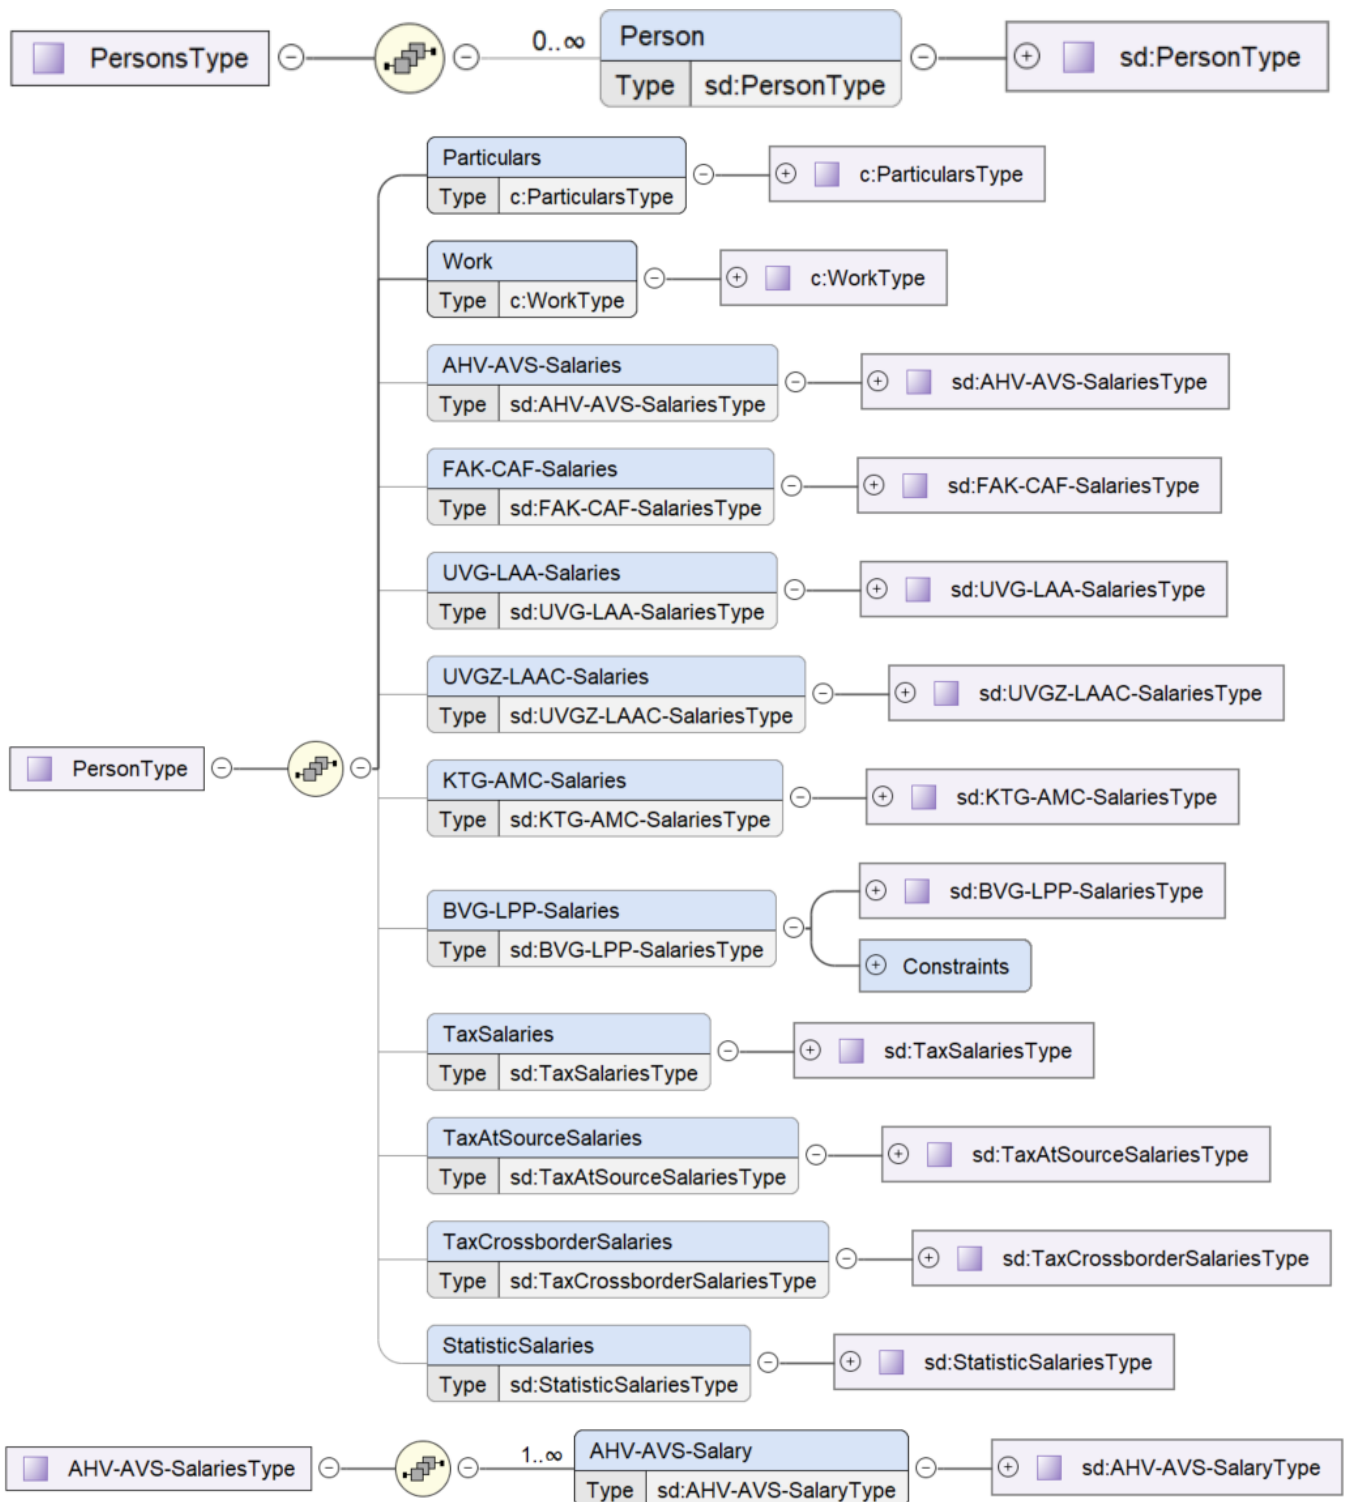 PersonsType
0..∞
Person
Type sd:PersonType
sd:PersonType
Particulars
Type c:ParticularsType
c:ParticularsType
Work
Type c:WorkType
c:WorkType
AHV-AVS-Salaries
Type sd:AHV-AVS-SalariesType
sd:AHV-AVS-SalariesType
FAK-CAF-Salaries
Type sd:FAK-CAF-SalariesType
sd:FAK-CAF-SalariesType
UVG-LAA-Salaries
Type sd:UVG-LAA-SalariesType
sd:UVG-LAA-SalariesType
UVGZ-LAAC-Salaries
Type sd:UVGZ-LAAC-SalariesType
sd:UVGZ-LAAC-SalariesType
PersonType
KTG-AMC-Salaries
Type sd:KTG-AMC-SalariesType
sd:KTG-AMC-SalariesType
BVG-LPP-Salaries
Type sd:BVG-LPP-SalariesType
sd:BVG-LPP-SalariesType
Constraints
TaxSalaries
Type sd:TaxSalariesType
sd:TaxSalariesType
TaxAtSourceSalaries
Type sd:TaxAtSourceSalariesType
sd:TaxAtSourceSalariesType
TaxCrossborderSalaries
Type sd:TaxCrossborderSalariesType
sd:TaxCrossborderSalariesType
StatisticSalaries
Type sd:StatisticSalariesType
sd:StatisticSalariesType
AHV-AVS-SalariesType
1..∞
AHV-AVS-Salary
Type sd:AHV-AVS-SalaryType
sd:AHV-AVS-SalaryType